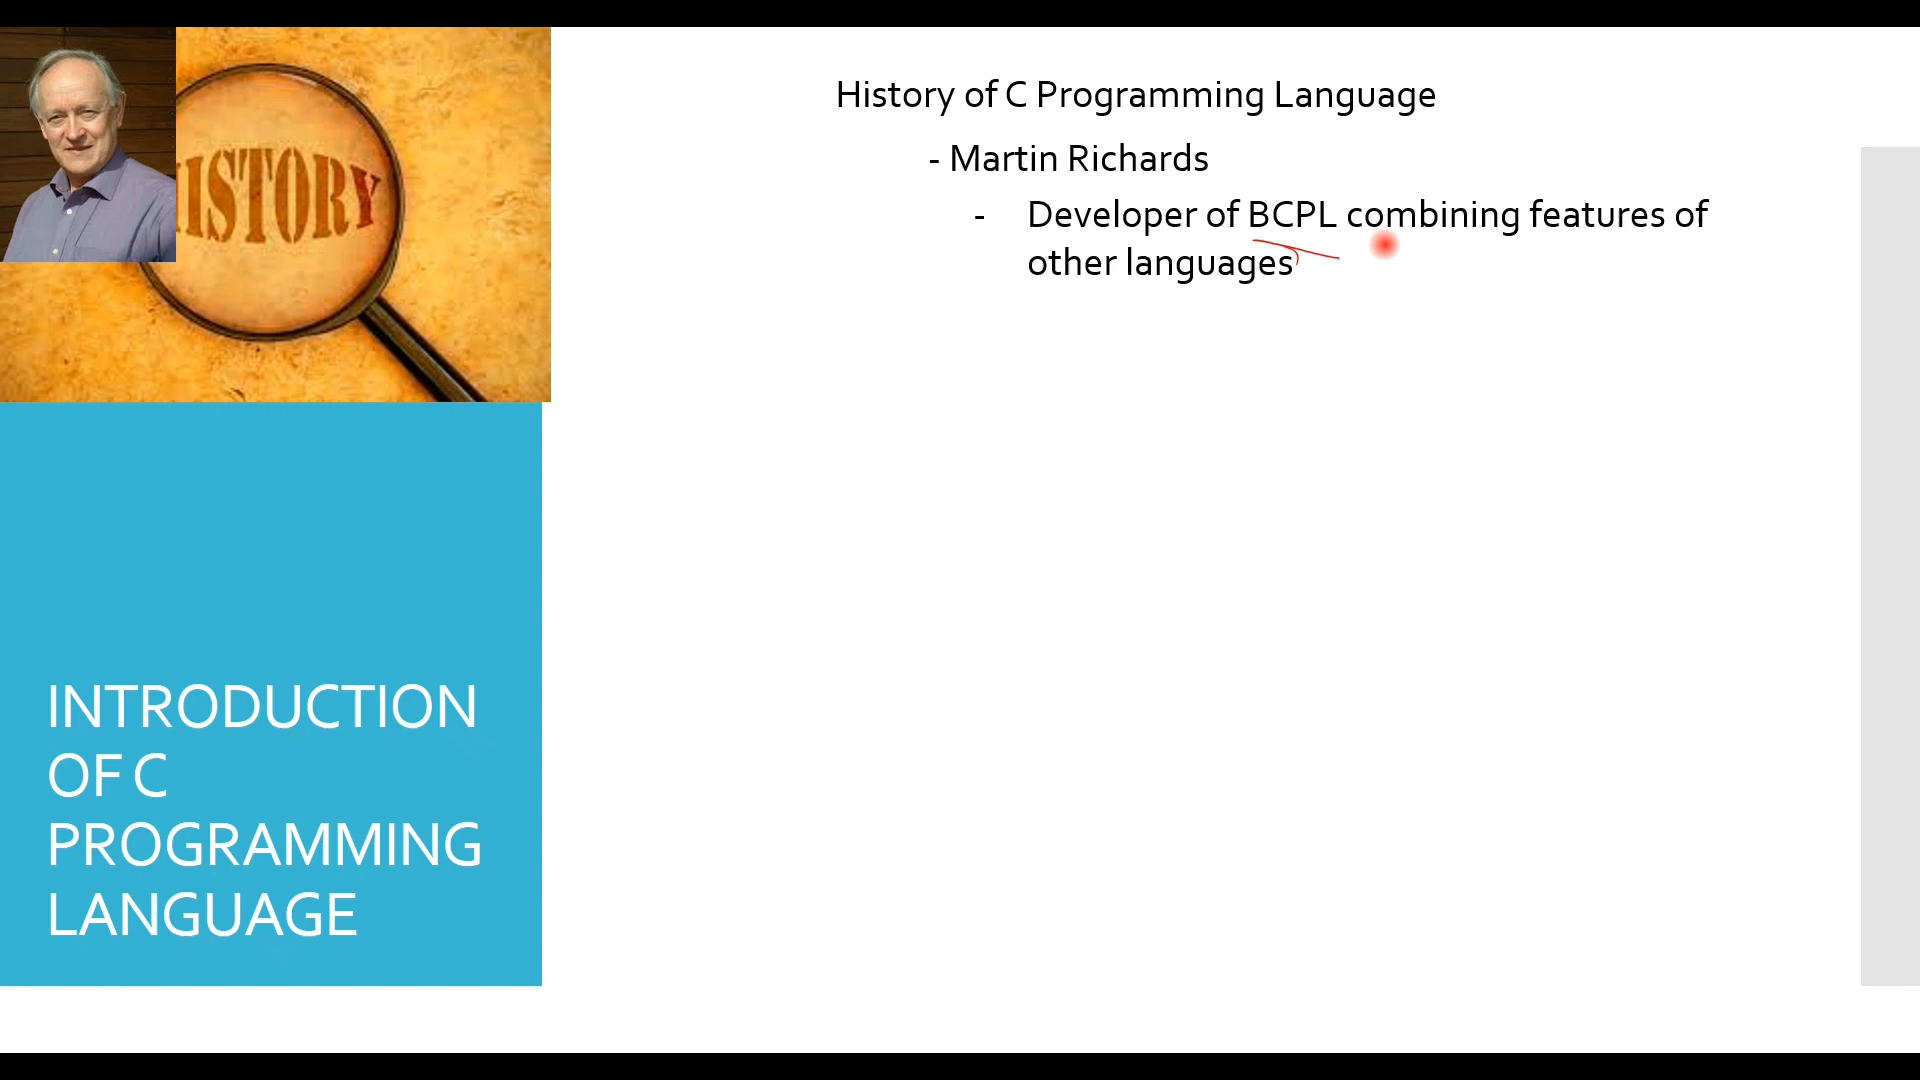 ISTORY
History of C Programming Language
- Martin Richards
- Developer of BCPL combining features of
other languages
INTRODUCTION
OF C
PROGRAMMING
LANGUAGE